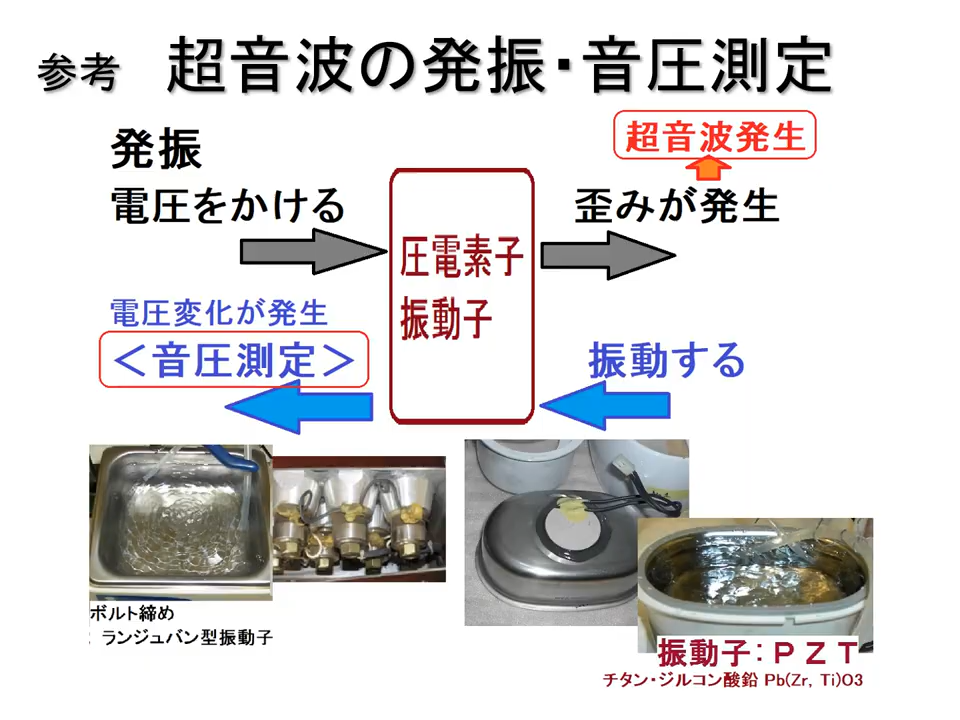 参考 超音波の発振・音圧測定
超音波発生
発振
電圧をかける
歪みが発生
圧電素子
振動子
電圧変化が発生
＜音圧測定＞
振動する
ボルト締め
: ランジュバン型振動子
振動子：ＰＺＴ
チタン・ジルコン酸鉛 Pb(Zr, Ti)O3